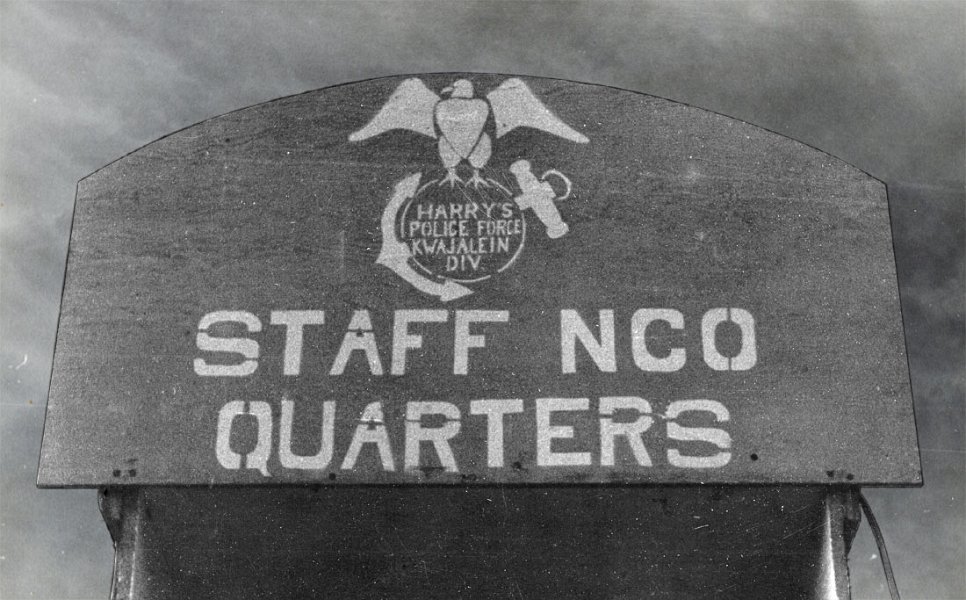 HARRY'S
POLICE FORCE
KWAJALEIN
DIV.
STAFF NCO
QUARTERS